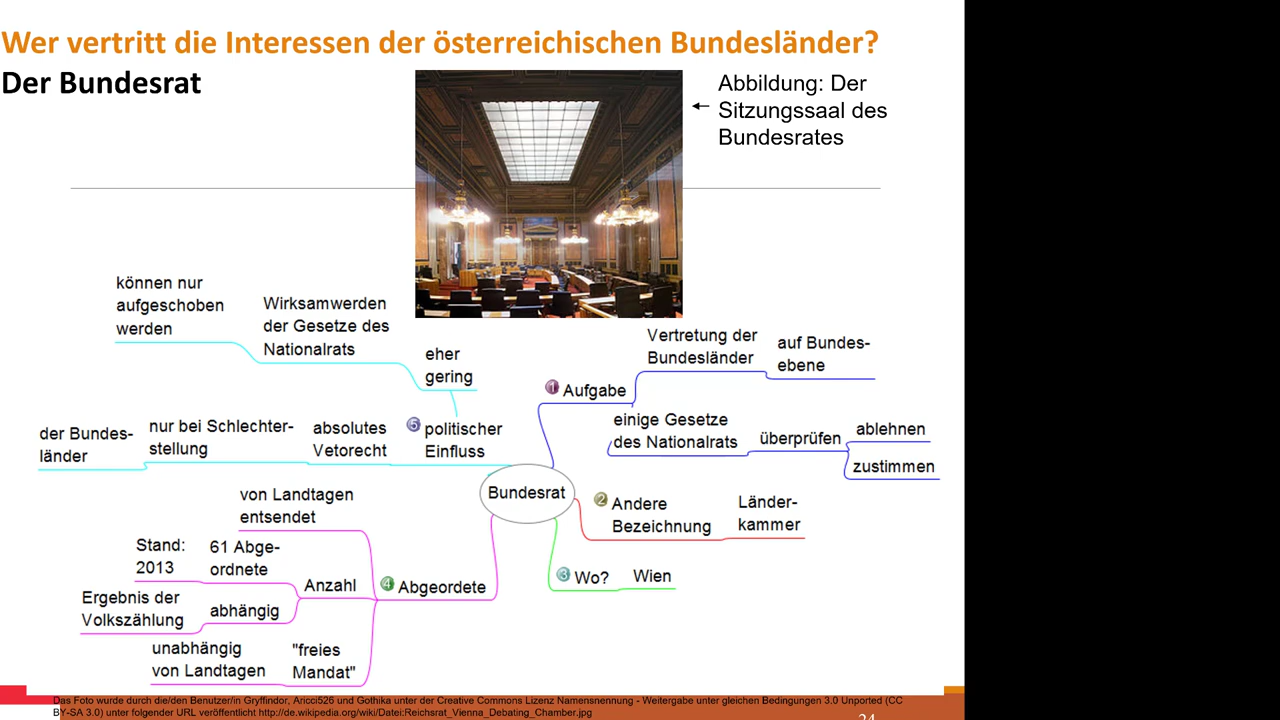 Wer vertritt die Interessen der österreichischen Bundesländer?
Der Bundesrat
Abbildung: Der
Sitzungssaal des
Bundesrates
Bundesrat
1 Aufgabe
Vertretung der
Bundesländer
auf Bundes-
ebene
einige Gesetze
des Nationalrats
überprüfen
ablehnen
zustimmen
2 Andere
Bezeichnung
Länder-
kammer
3 Wo?
Wien
4 Abgeordete
von Landtagen
entsendet
Anzahl
61 Abge-
ordnete
Stand:
2013
abhängig
Ergebnis der
Volkszählung
"freies
Mandat"
unabhängig
von Landtagen
5 politischer
Einfluss
eher
gering
Wirksamwerden
der Gesetze des
Nationalrats
können nur
aufgeschoben
werden
absolutes
Vetorecht
nur bei Schlechter-
stellung
der Bundes-
länder
Das Foto wurde durch die/den Benutzer/in Gryffindor, Aricci526 und Gothika unter der Creative Commons Lizenz Namensnennung - Weitergabe unter gleichen Bedingungen 3.0 Unported (CC
BY-SA 3.0) unter folgender URL veröffentlicht http://de.wikipedia.org/wiki/Datei:Reichsrat_Vienna_Debating_Chamber.jpg
24